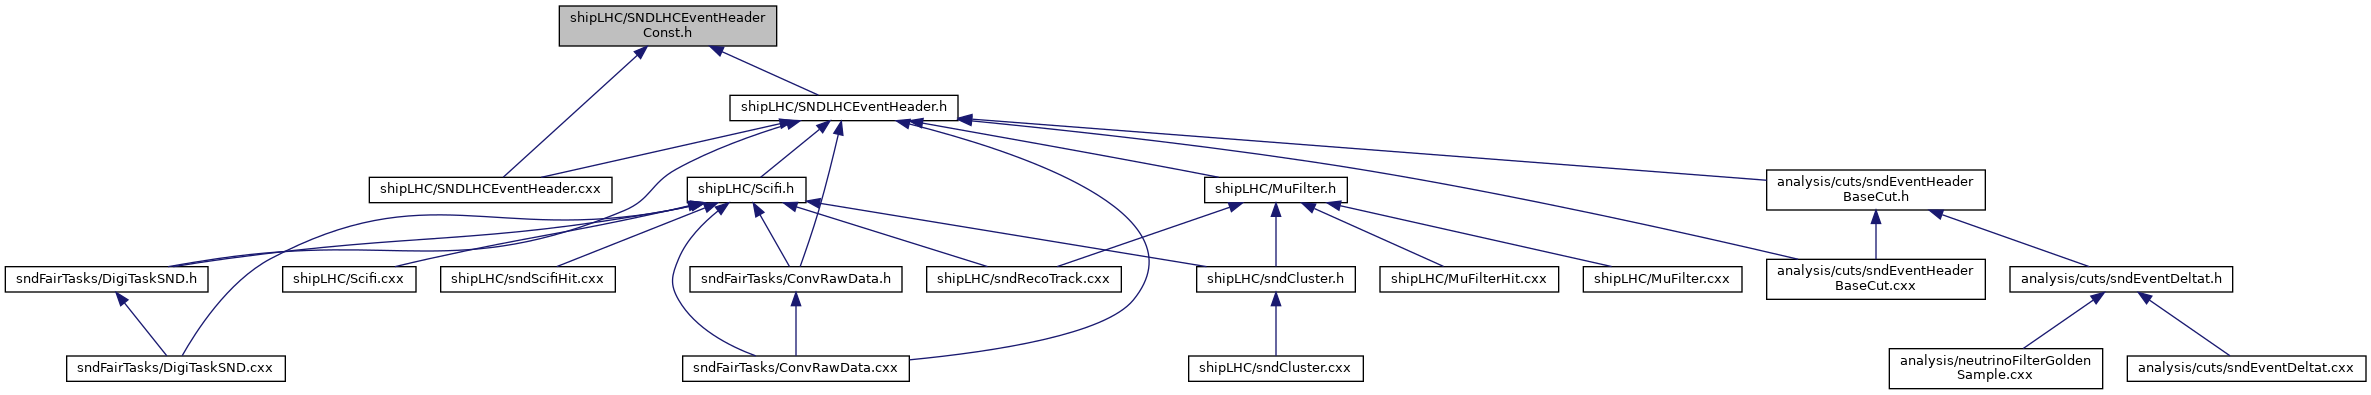 shipLHC/SNDLHCEventHeader
Const.h
shipLHC/SNDLHCEventHeader.h
shipLHC/SNDLHCEventHeader.cxx
shipLHC/Scifi.h
shipLHC/MuFilter.h
analysis/cuts/sndEventHeader
BaseCut.h
sndFairTasks/DigiTaskSND.h
shipLHC/Scifi.cxx
shipLHC/sndScifiHit.cxx
sndFairTasks/ConvRawData.h
shipLHC/sndRecoTrack.cxx
shipLHC/sndCluster.h
shipLHC/MuFilterHit.cxx
shipLHC/MuFilter.cxx
analysis/cuts/sndEventHeader
BaseCut.cxx
analysis/cuts/sndEventDeltat.h
sndFairTasks/DigiTaskSND.cxx
sndFairTasks/ConvRawData.cxx
shipLHC/sndCluster.cxx
analysis/neutrinoFilterGolden
Sample.cxx
analysis/cuts/sndEventDeltat.cxx